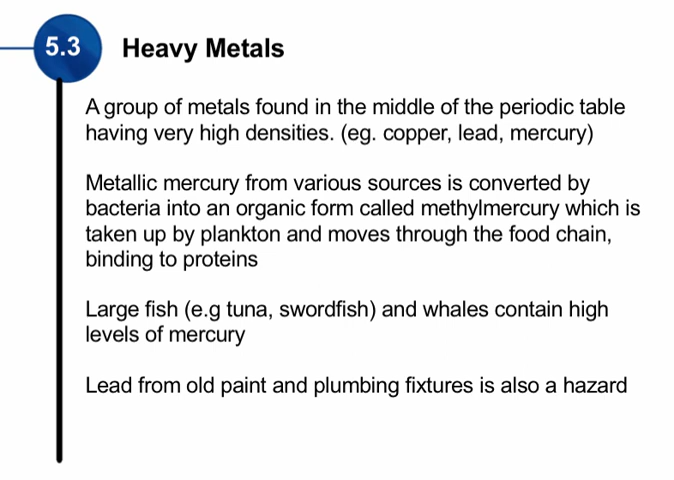 5.3
Heavy Metals
A group of metals found in the middle of the periodic table
having very high densities. (eg. copper, lead, mercury)
Metallic mercury from various sources is converted by
bacteria into an organic form called methylmercury which is
taken up by plankton and moves through the food chain,
binding to proteins
Large fish (e.g tuna, swordfish) and whales contain high
levels of mercury
Lead from old paint and plumbing fixtures is also a hazard